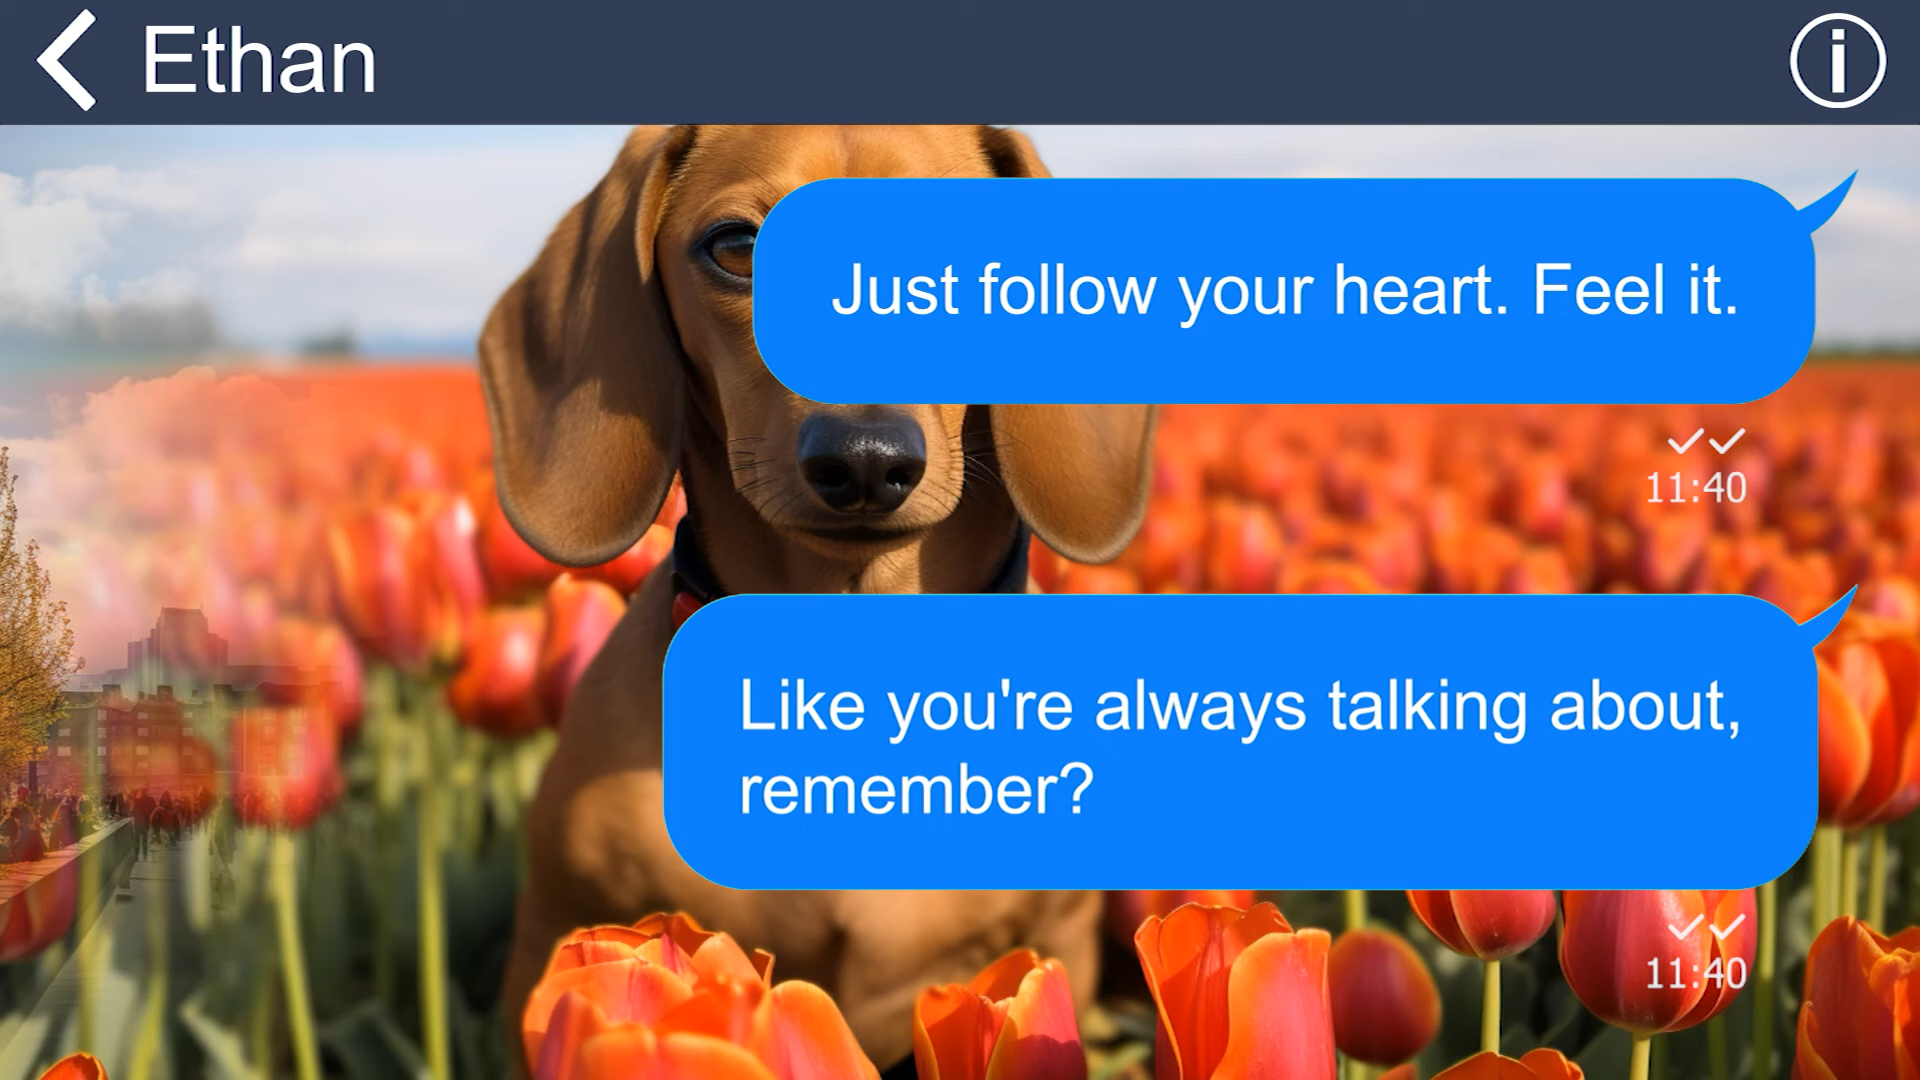 Ethan
Just follow your heart. Feel it.
11:40
Like you're always talking about,
remember?
11:40